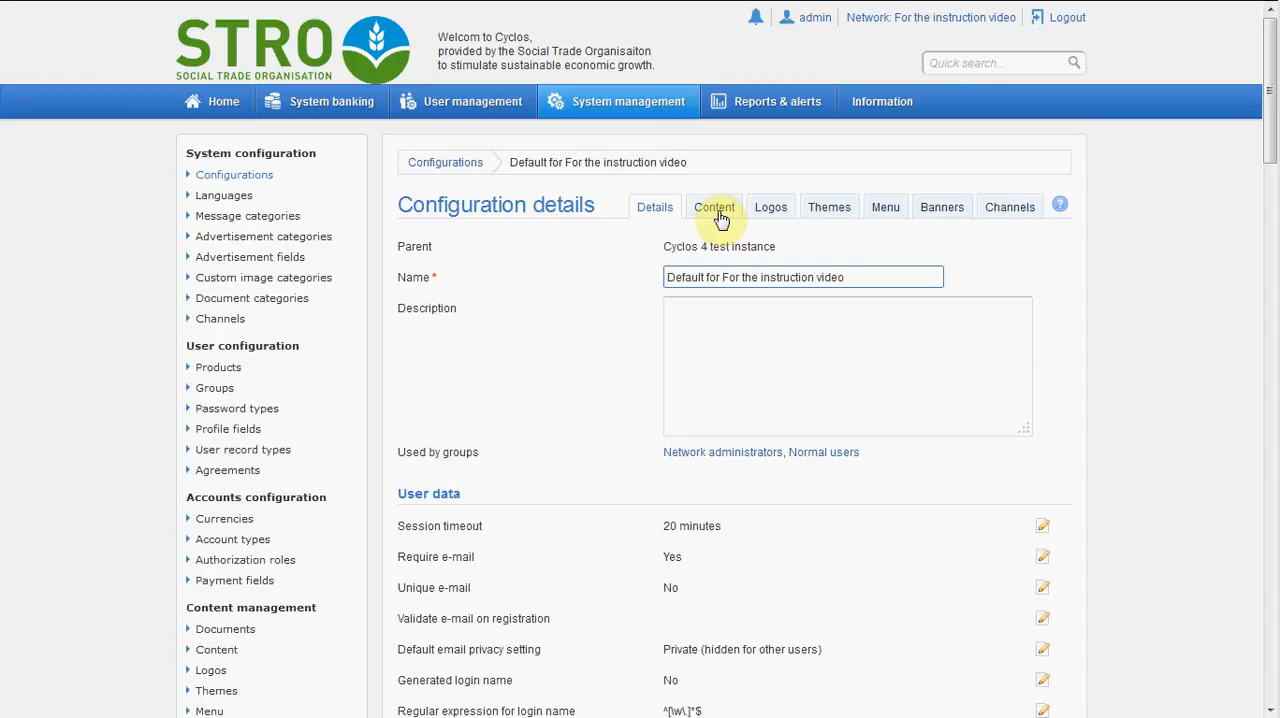 STRO
SOCIAL TRADE ORGANISATION
Welcom to Cyclos,
provided by the Social Trade Organisaiton
to stimulate sustainable economic growth.
admin
Network: For the instruction video
Logout
Quick search...
Home
System banking
User management
System management
Reports & alerts
Information
System configuration
Configurations
Languages
Message categories
Advertisement categories
Advertisement fields
Custom image categories
Document categories
Channels
User configuration
Products
Groups
Password types
Profile fields
User record types
Agreements
Accounts configuration
Currencies
Account types
Authorization roles
Payment fields
Content management
Documents
Content
Logos
Themes
Menu
Configurations Default for For the instruction video
Configuration details
Details Content Logos Themes Menu Banners Channels ?
Parent Cyclos 4 test instance
Name * Default for For the instruction video
Description
Used by groups Network administrators, Normal users
User data
Session timeout 20 minutes
Require e-mail Yes
Unique e-mail No
Validate e-mail on registration
Default email privacy setting Private (hidden for other users)
Generated login name No
Regular expression for login name ^[\w\.]*$